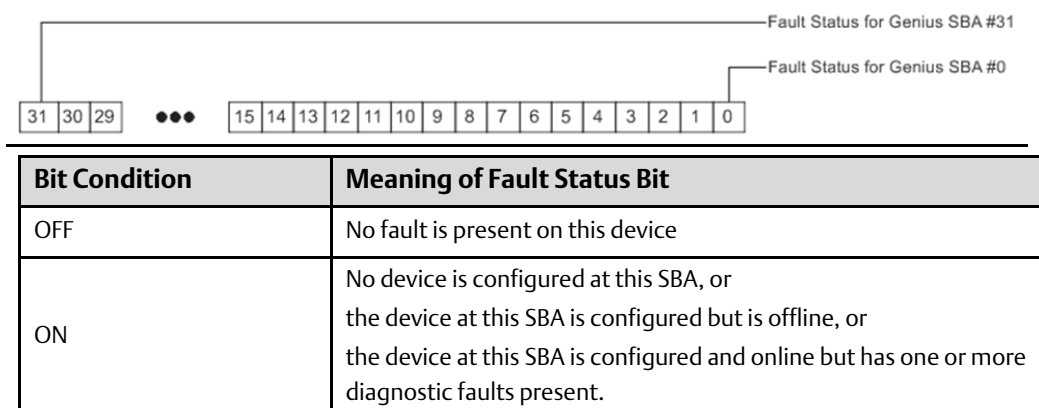 Fault Status for Genius SBA #31
Fault Status for Genius SBA #0
31 30 29 ●●● 15 14 13 12 11 10 9 8 7 6 5 4 3 2 1 0
Bit Condition Meaning of Fault Status Bit
OFF No fault is present on this device
ON No device is configured at this SBA, or
the device at this SBA is configured but is offline, or
the device at this SBA is configured and online but has one or more
diagnostic faults present.